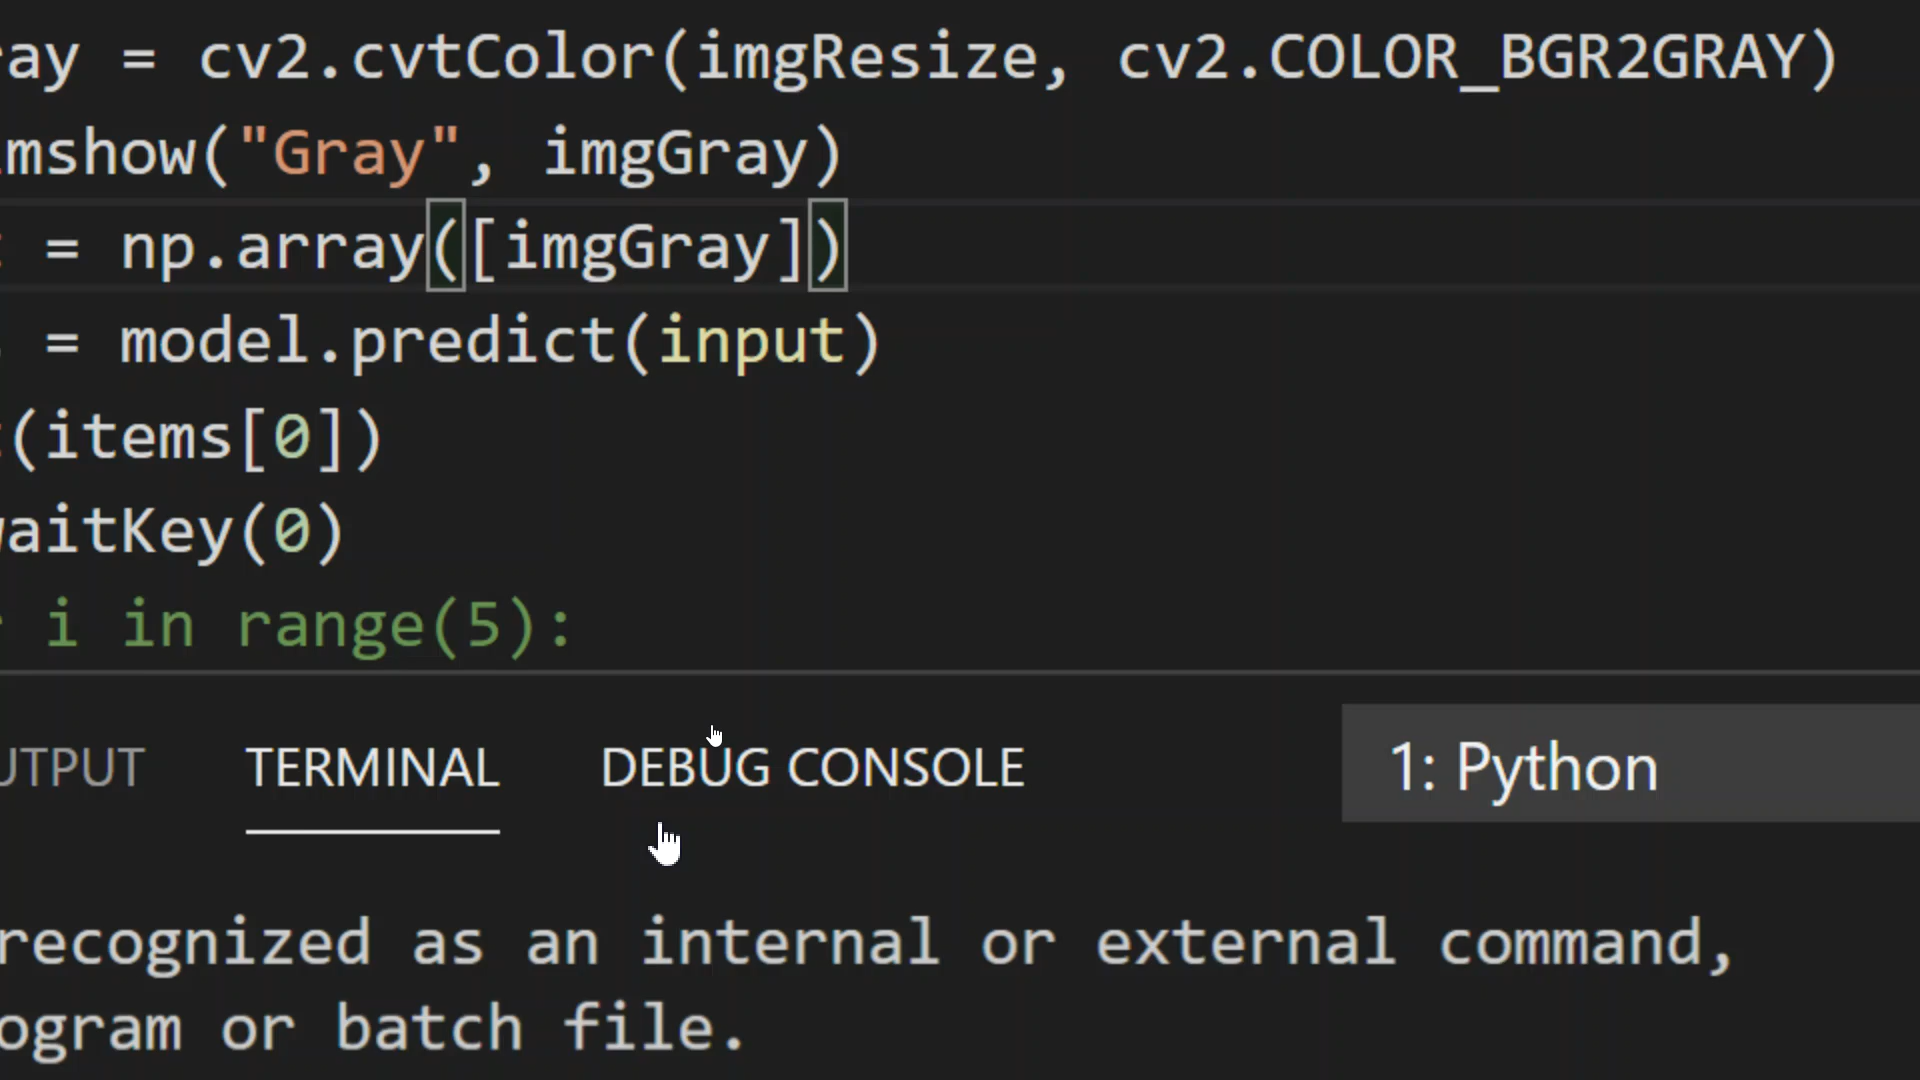 ay = cv2.cvtColor(imgResize, cv2.COLOR_BGR2GRAY)
mshow("Gray", imgGray)
= np.array([imgGray])
= model.predict(input)
(items[0])
aitKey(0)
i in range(5):
UTPUT TERMINAL DEBUG CONSOLE 1: Python
recognized as an internal or external command,
ogram or batch file.